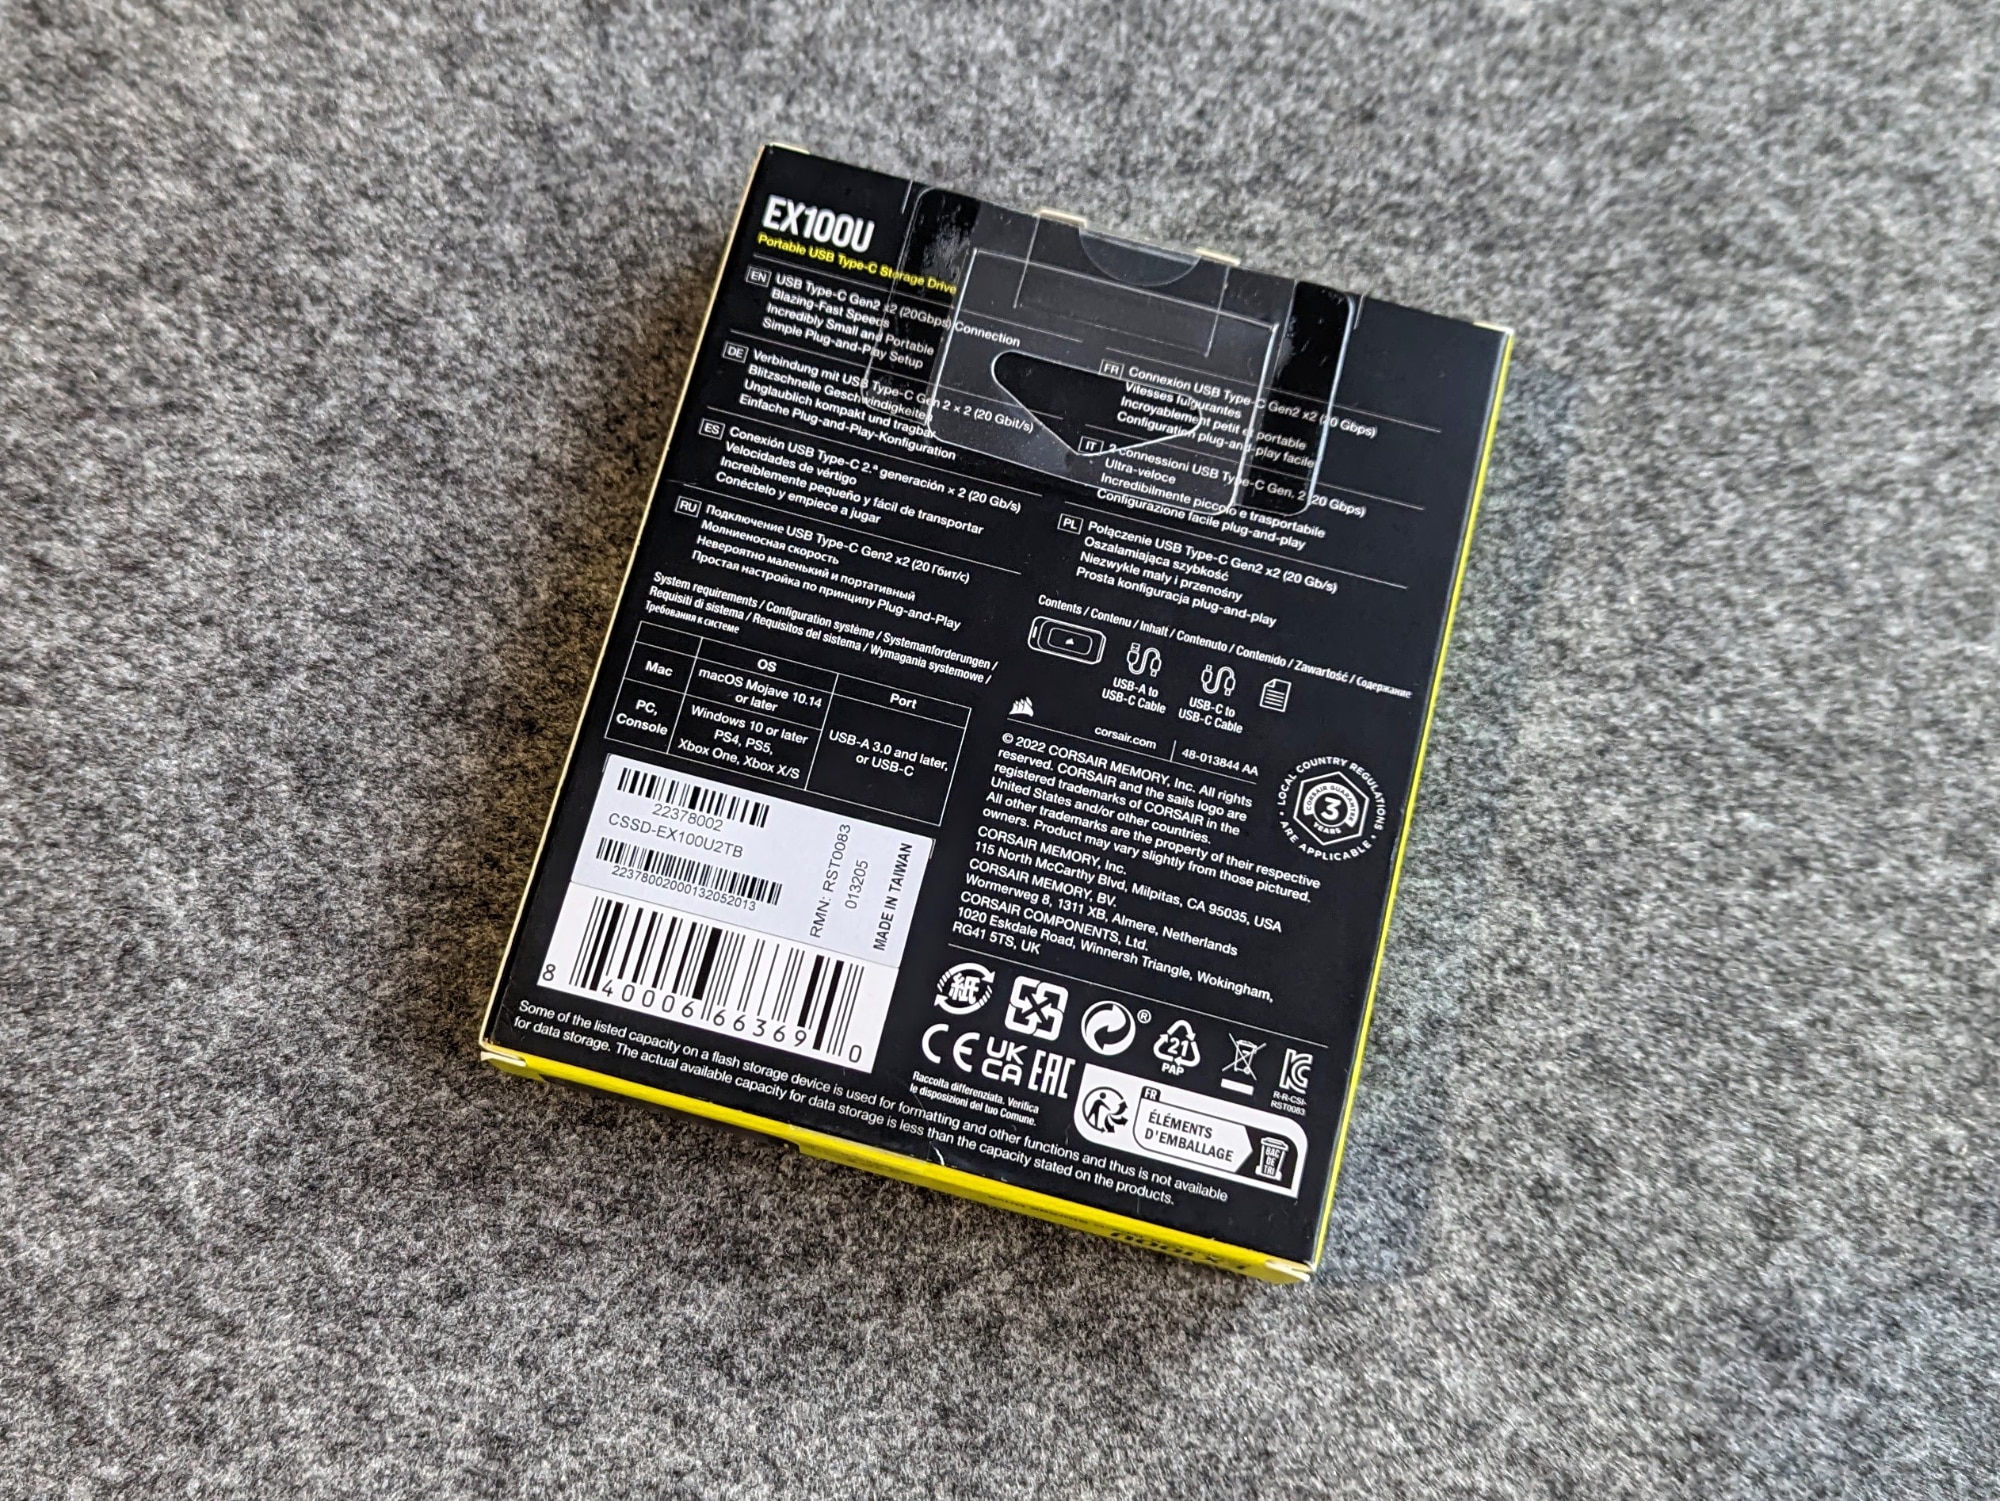 EX100U
Portable USB Type-C Storage Drive
EN
USB Type-C Gen2 x2 (20Gbps) Connection
Blazing-Fast Speeds
Incredibly Small and Portable
Simple Plug-and-Play Setup
DE
Verbindung mit USB Type-C Gen 2 × 2 (20 Gbit/s)
Blitzschnelle Geschwindigkeiten
Unglaublich kompakt und tragbar
Einfache Plug-and-Play-Konfiguration
ES
Conexión USB Type-C 2.ª generación × 2 (20 Gb/s)
Velocidades de vértigo
Increíblemente pequeño y fácil de transportar
Conéctelo y empiece a jugar
RU
Подключение USB Type-C Gen2 x2 (20 Гбит/с)
Молниеносная скорость
Невероятно маленький и портативный
Простая настройка по принципу Plug-and-Play
FR
Connexion USB Type-C Gen2 x2 (20 Gbps)
Vitesses fulgurantes
Incroyablement petit et portable
Configuration plug-and-play facile
IT
2 connessioni USB Type-C Gen. 2 (20 Gbps)
Ultra-veloce
Incredibilmente piccolo e trasportabile
Configurazione facile plug-and-play
PL
Połączenie USB Type-C Gen2 x2 (20 Gb/s)
Oszałamiająca szybkość
Niezwykle mały i przenośny
Prosta konfiguracja plug-and-play
System requirements / Configuration système / Systemanforderungen /
Requisiti di sistema / Requisitos del sistema / Wymagania systemowe /
Требования к системе
OS
Port
Mac
macOS Mojave 10.14
or later
PC,
Console
Windows 10 or later
PS4, PS5,
Xbox One, Xbox X/S
USB-A 3.0 and later,
or USB-C
Contents / Contenu / Inhalt / Contenuto / Contenido / Zawartość / Содержание
USB-A to
USB-C Cable
USB-C to
USB-C Cable
corsair.com
48-013844 AA
© 2022 CORSAIR MEMORY, Inc. All rights
reserved. CORSAIR and the sails logo are
registered trademarks of CORSAIR in the
United States and/or other countries.
All other trademarks are the property of their respective
owners. Product may vary slightly from those pictured.
CORSAIR MEMORY, Inc.
115 North McCarthy Blvd, Milpitas, CA 95035, USA
CORSAIR MEMORY, BV.
Wormerweg 8, 1311 XB, Almere, Netherlands
CORSAIR COMPONENTS, Ltd.
1020 Eskdale Road, Winnersh Triangle, Wokingham,
RG41 5TS, UK
LOCAL COUNTRY REGULATIONS
ARE APPLICABLE
CORSAIR GUARANTEE
3
YEARS
22378002
CSSD-EX100U2TB
22378002000132052013
RMN: RST0083
013205
MADE IN TAIWAN
8 40006 66369 0
紙
®
21
PAP
CE
UK
CA
EAC
R-R-CSI-
RST0083
Raccolta differenziata. Verifica
le disposizioni del tuo Comune.
FR
ÉLÉMENTS
D'EMBALLAGE
BAC
DE
TRI
Some of the listed capacity on a flash storage device is used for formatting and other functions and thus is not available
for data storage. The actual available capacity for data storage is less than the capacity stated on the products.
EX100U